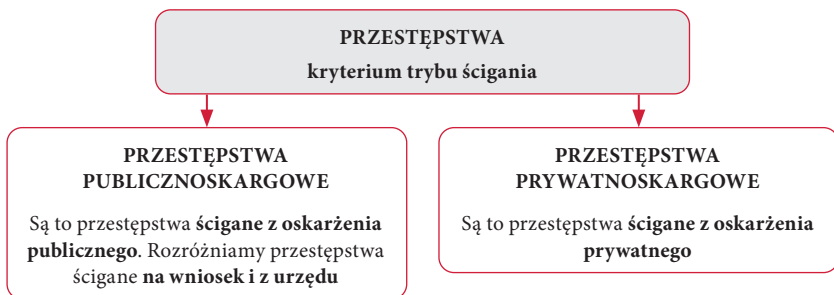 PRZESTĘPSTWA
kryterium trybu ścigania
PRZESTĘPSTWA
PUBLICZNOSKARGOWE
Są to przestępstwa ścigane z oskarżenia
publicznego. Rozróżniamy przestępstwa
ścigane na wniosek i z urzędu
PRZESTĘPSTWA
PRYWATNOSKARGOWE
Są to przestępstwa ścigane z oskarżenia
prywatnego